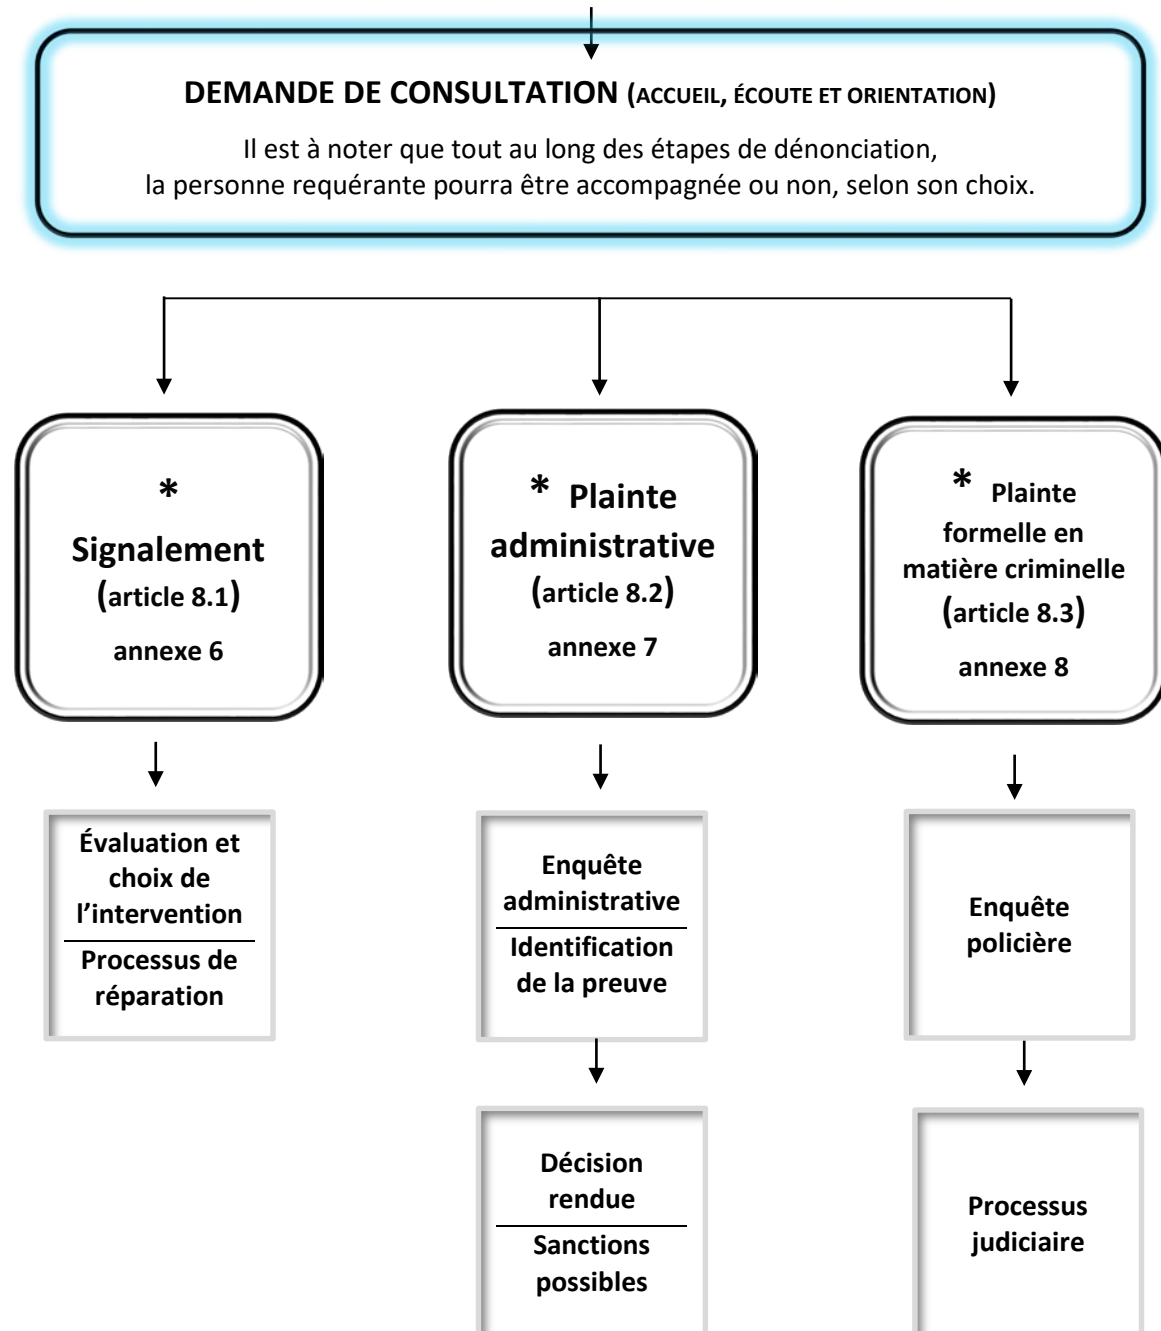 DEMANDE DE CONSULTATION (ACCUEIL, ÉCOUTE ET ORIENTATION)
Il est à noter que tout au long des étapes de dénonciation,
la personne requérante pourra être accompagnée ou non, selon son choix.
*
Signalement
(article 8.1)
annexe 6
* Plainte
administrative
(article 8.2)
annexe 7
* Plainte
formelle en
matière criminelle
(article 8.3)
annexe 8
Évaluation et
choix de
l’intervention
Processus de
réparation
Enquête
administrative
Identification
de la preuve
Enquête
policière
Décision
rendue
Sanctions
possibles
Processus
judiciaire